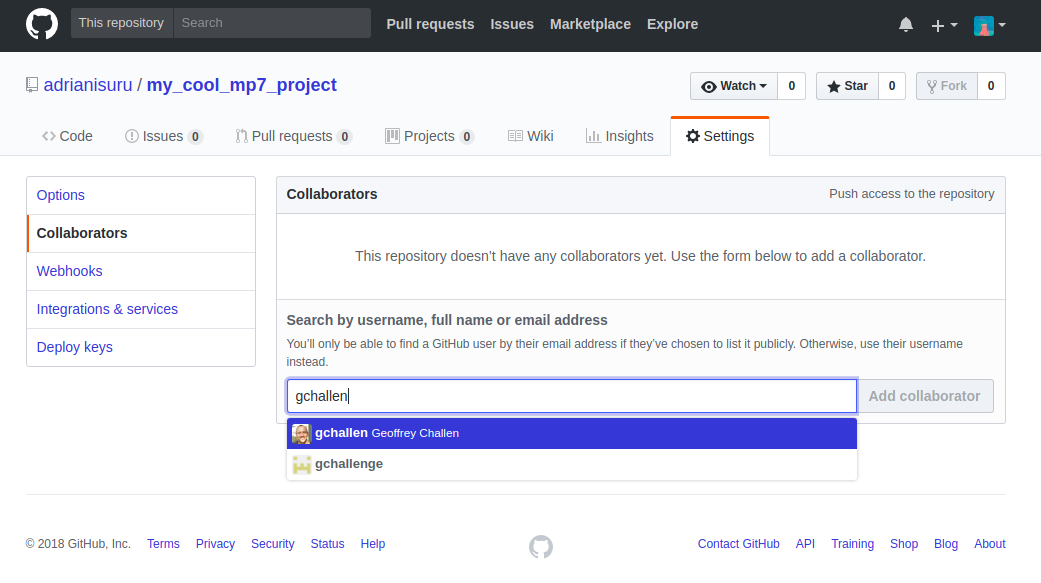 This repository Search Pull requests Issues Marketplace Explore
adrianisuru / my_cool_mp7_project Watch 0 Star 0 Fork 0
Code Issues 0 Pull requests 0 Projects 0 Wiki Insights Settings
Options
Collaborators
Webhooks
Integrations & services
Deploy keys
Collaborators Push access to the repository
This repository doesn't have any collaborators yet. Use the form below to add a collaborator.
Search by username, full name or email address
You'll only be able to find a GitHub user by their email address if they've chosen to list it publicly. Otherwise, use their username
instead.
gchallen Add collaborator
gchallen Geoffrey Challen
gchallenge
© 2018 GitHub, Inc. Terms Privacy Security Status Help Contact GitHub API Training Shop Blog About